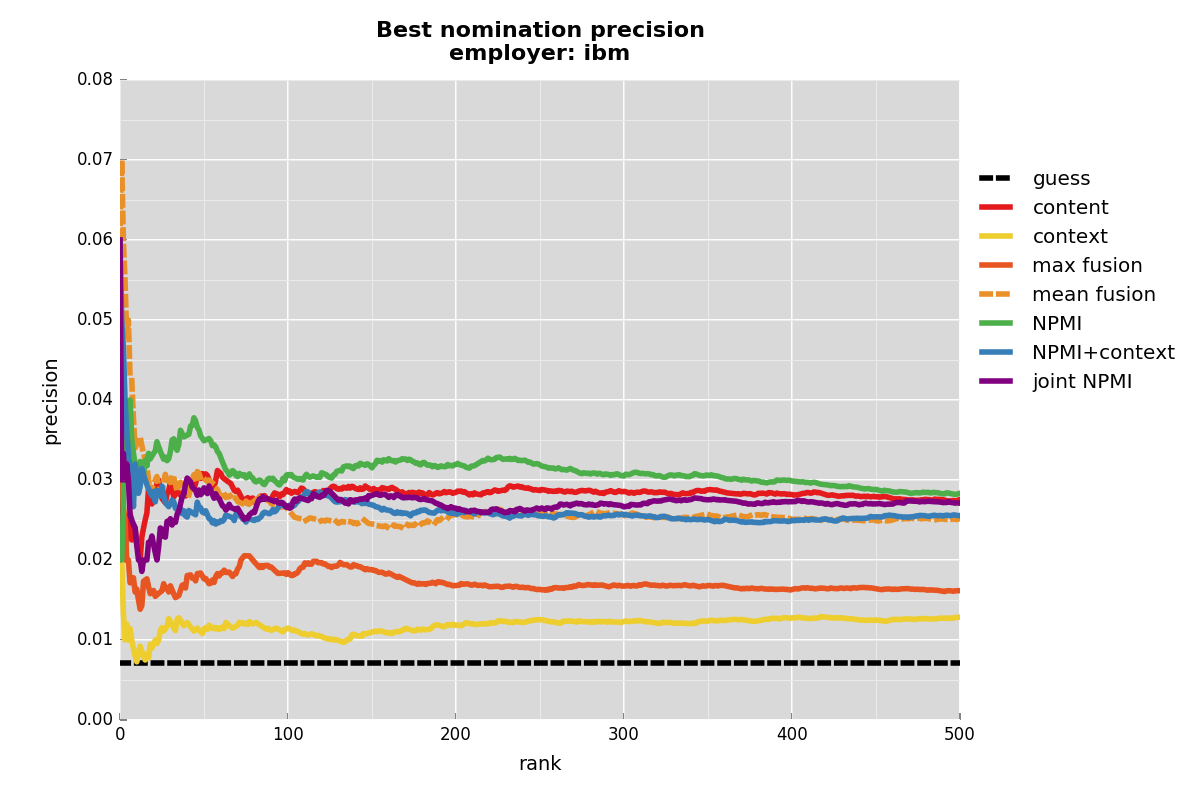 Best nomination precision
employer: ibm
0.08
0.07
0.06
0.05
0.04
0.03
0.02
0.01
0.00
precision
0 100 200 300 400 500
rank
guess
content
context
max fusion
mean fusion
NPMI
NPMI+context
joint NPMI